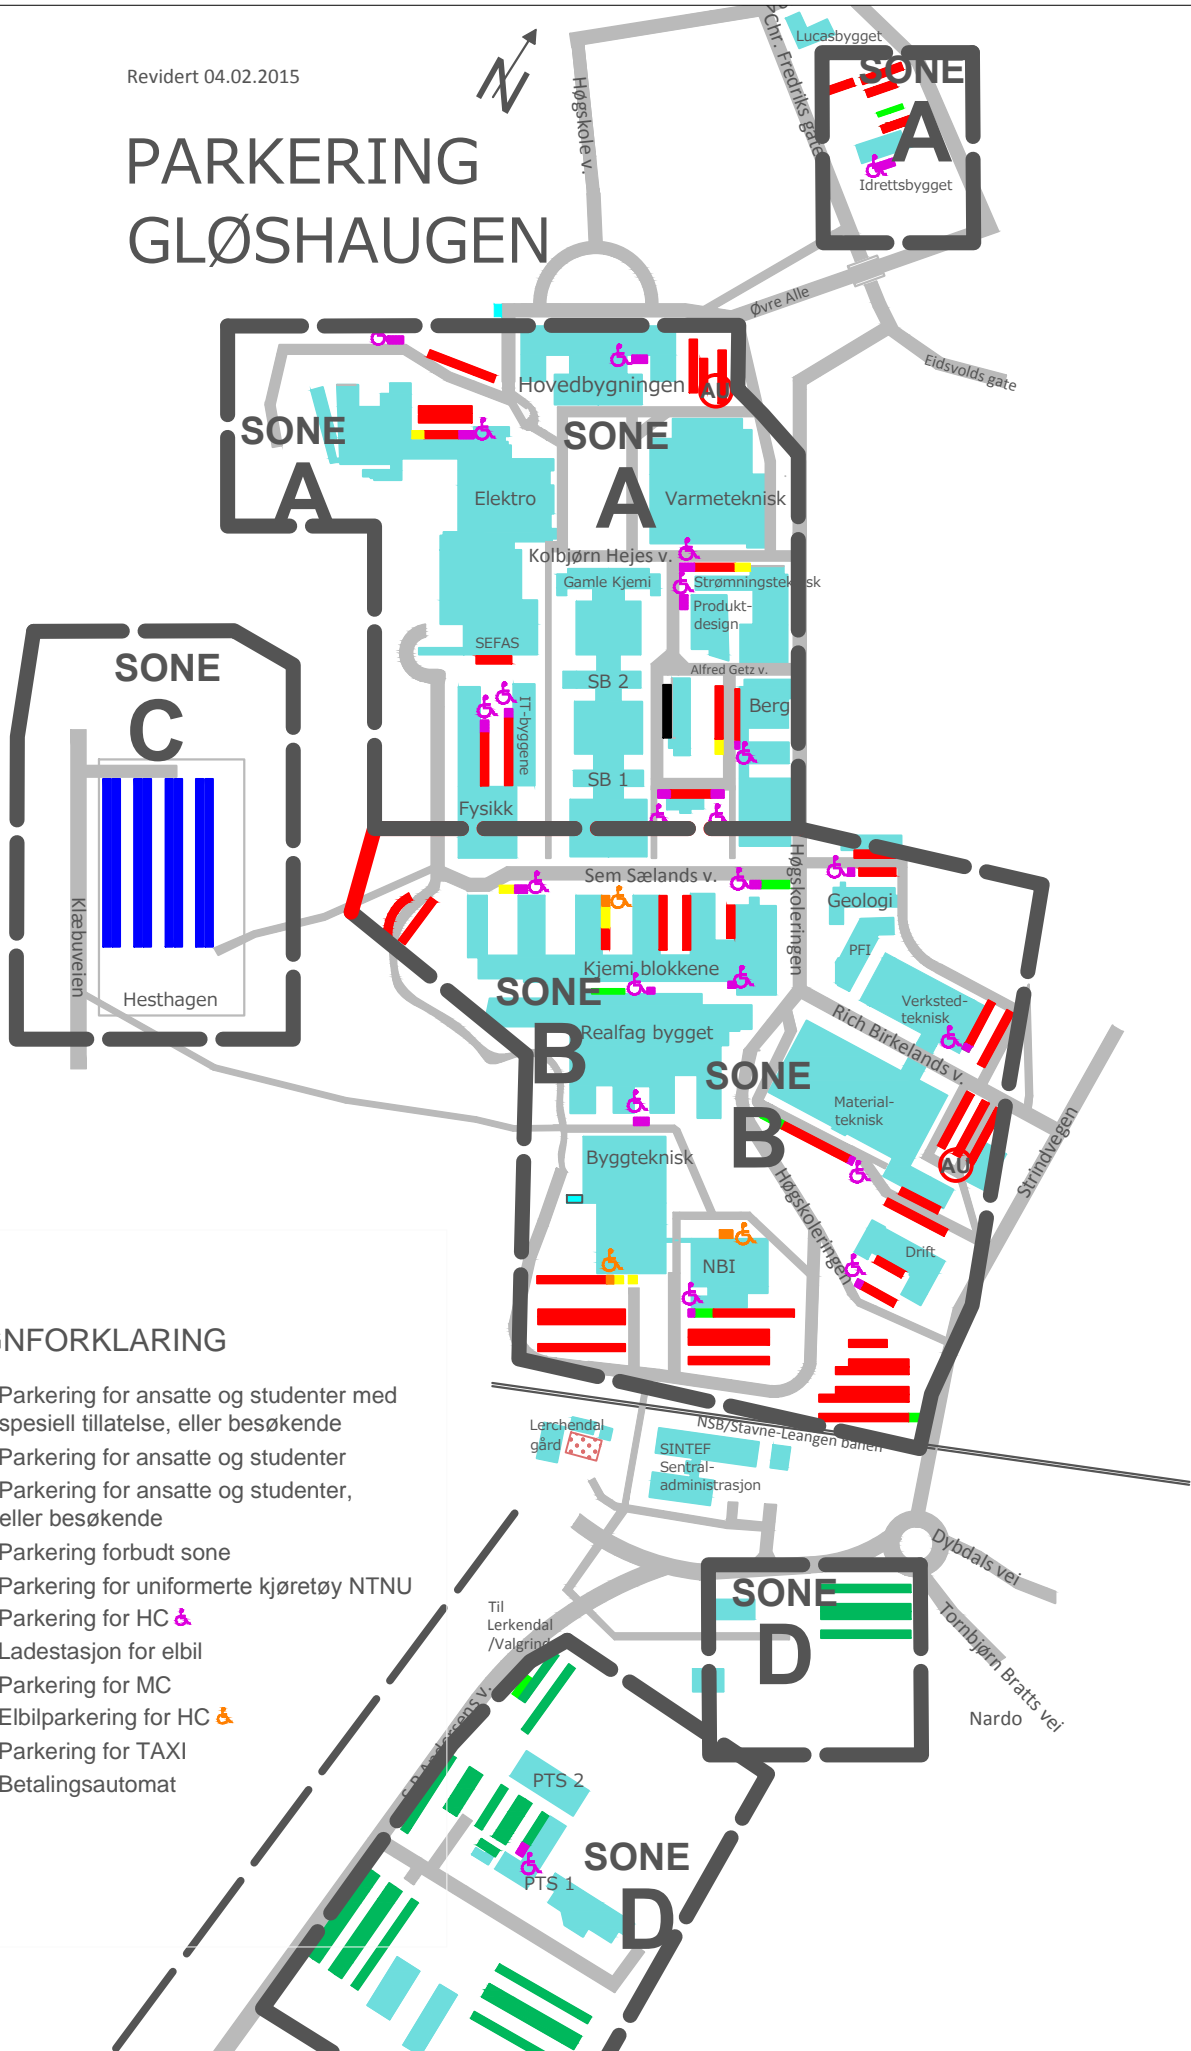 Revidert 04.02.2015
PARKERING
GLØSHAUGEN
N
Høgskole v.
Chr. Fredriks gate
Lucasbygget
SONE
A
Idrettsbygget
Øvre Alle
Eidsvolds gate
Hovedbygningen
AU
SONE
A
SONE
A
Elektro
Varmeteknisk
Kolbjørn Hejes v.
Gamle Kjemi
Strømningsteknisk
Produkt-
design
SEFAS
Alfred Getz v.
SB 2
IT-byggene
Berg
SB 1
Fysikk
SONE
C
Klæbuveien
Hesthagen
Sem Sælands v.
Høgskoleringen
Geologi
PFI
Kjemi blokkene
SONE
B
Realfag bygget
Verksted-
teknisk
Rich Birkelands v.
SONE
B
Material-
teknisk
AU
Strindvegen
Byggteknisk
Høgskoleringen
Drift
NBI
GNFORKLARING
Parkering for ansatte og studenter med
spesiell tillatelse, eller besøkende
Parkering for ansatte og studenter
Parkering for ansatte og studenter,
eller besøkende
Parkering forbudt sone
Parkering for uniformerte kjøretøy NTNU
Parkering for HC
Ladestasjon for elbil
Parkering for MC
Elbilparkering for HC
Parkering for TAXI
Betalingsautomat
Lerchendal
gård
NSB/Stavne-Leangen banen
SINTEF
Sentral-
administrasjon
Dybdals vei
Tornbjørn Bratts vei
Nardo
SONE
D
Til
Lerkendal
/Valgrind
S.P. Andersens v.
PTS 2
PTS 1
SONE
D